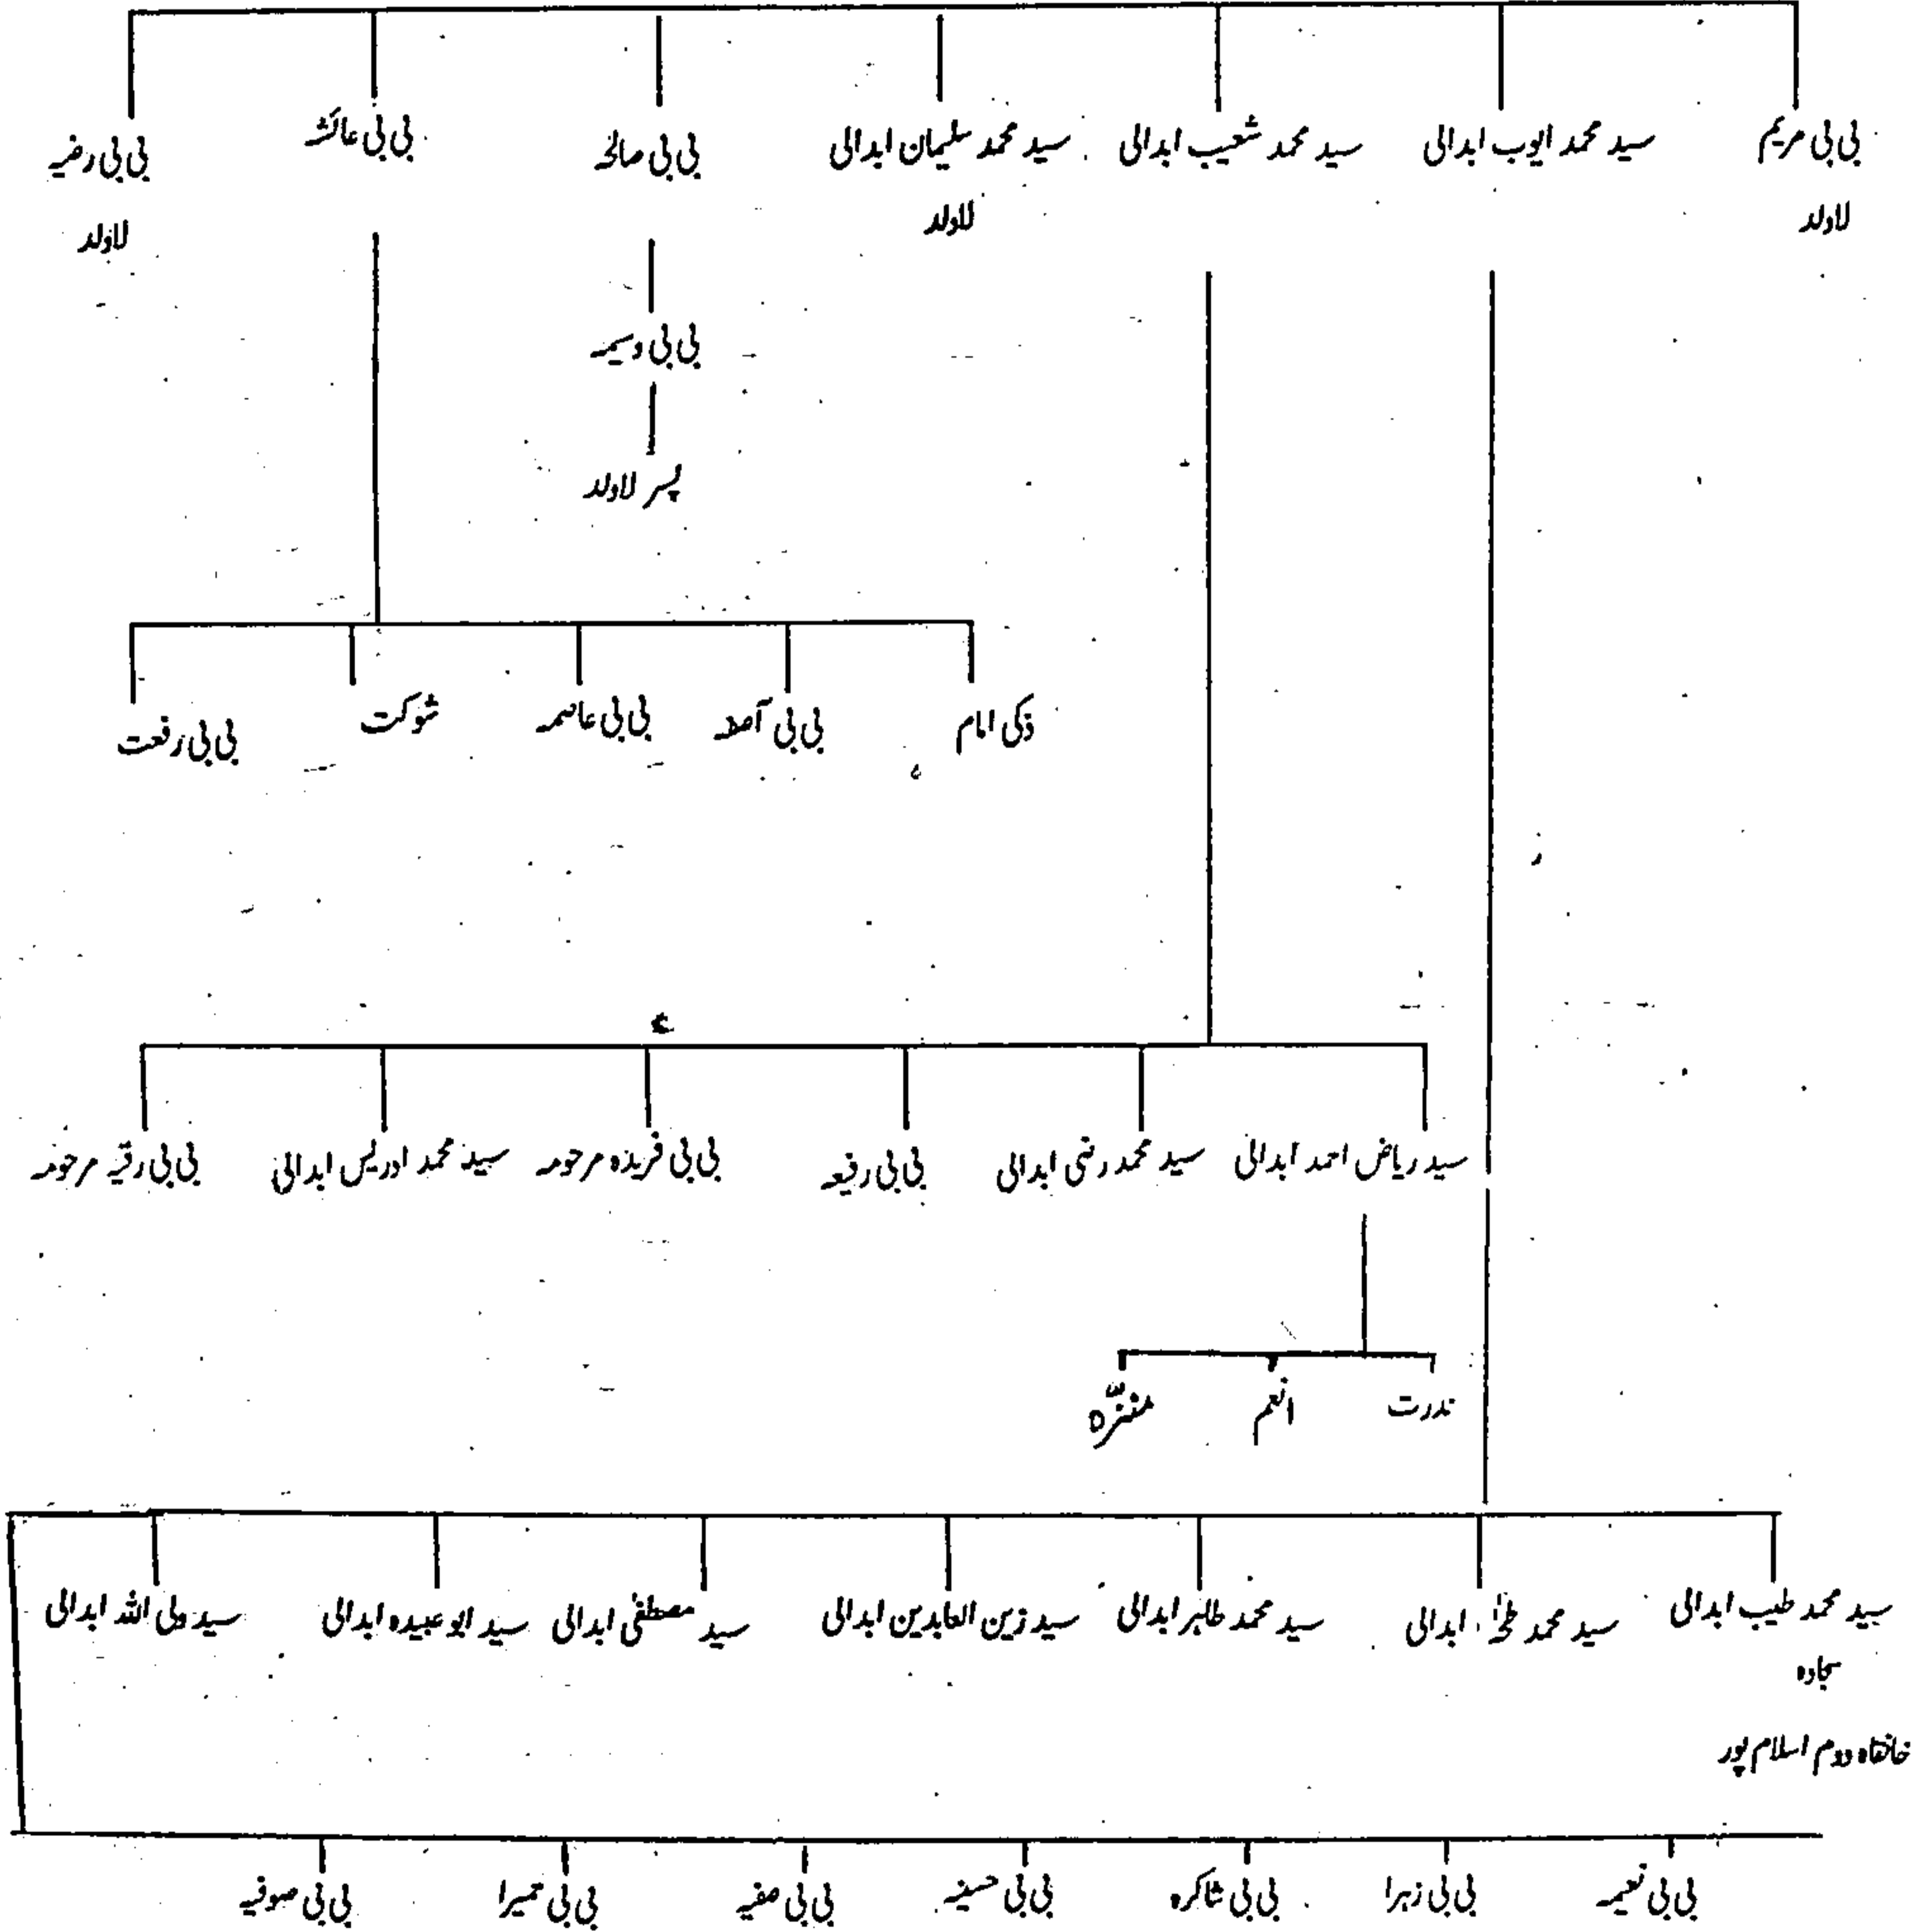 بی بی مریم
لاولد
سید محمد ایوب ابدالی
سید محمد شعیب ابدالی
سید محمد سلیمان ابدالی
لاولد
بی بی صالحہ
بی بی عائشہ
بی بی رضیہ
لاولد
بی بی وسیمہ
پسر لاولد
ذکی امام
بی بی آصفہ
بی بی عاصمہ
شوکت
بی بی رفعت
سید ریاض احمد ابدالی
سید محمد رضی ابدالی
بی بی رفیعہ
بی بی فریدہ مرحومہ
سید محمد ادریس ابدالی
بی بی رقیہ مرحومہ
ندرت
انعم
منزّہ
سید محمد طیب ابدالی
سجادہ
خانقاہ دوم اسلام پور
سید محمد طٰہٰ ابدالی
سید محمد طاہر ابدالی
سید زین العابدین ابدالی
سید مصطفٰی ابدالی
سید ابو عبیدہ ابدالی
سید ولی اللہ ابدالی
بی بی نعیمہ
بی بی زہرا
بی بی شاکرہ
بی بی حسینہ
بی بی صفیہ
بی بی حمیرا
بی بی صوفیہ